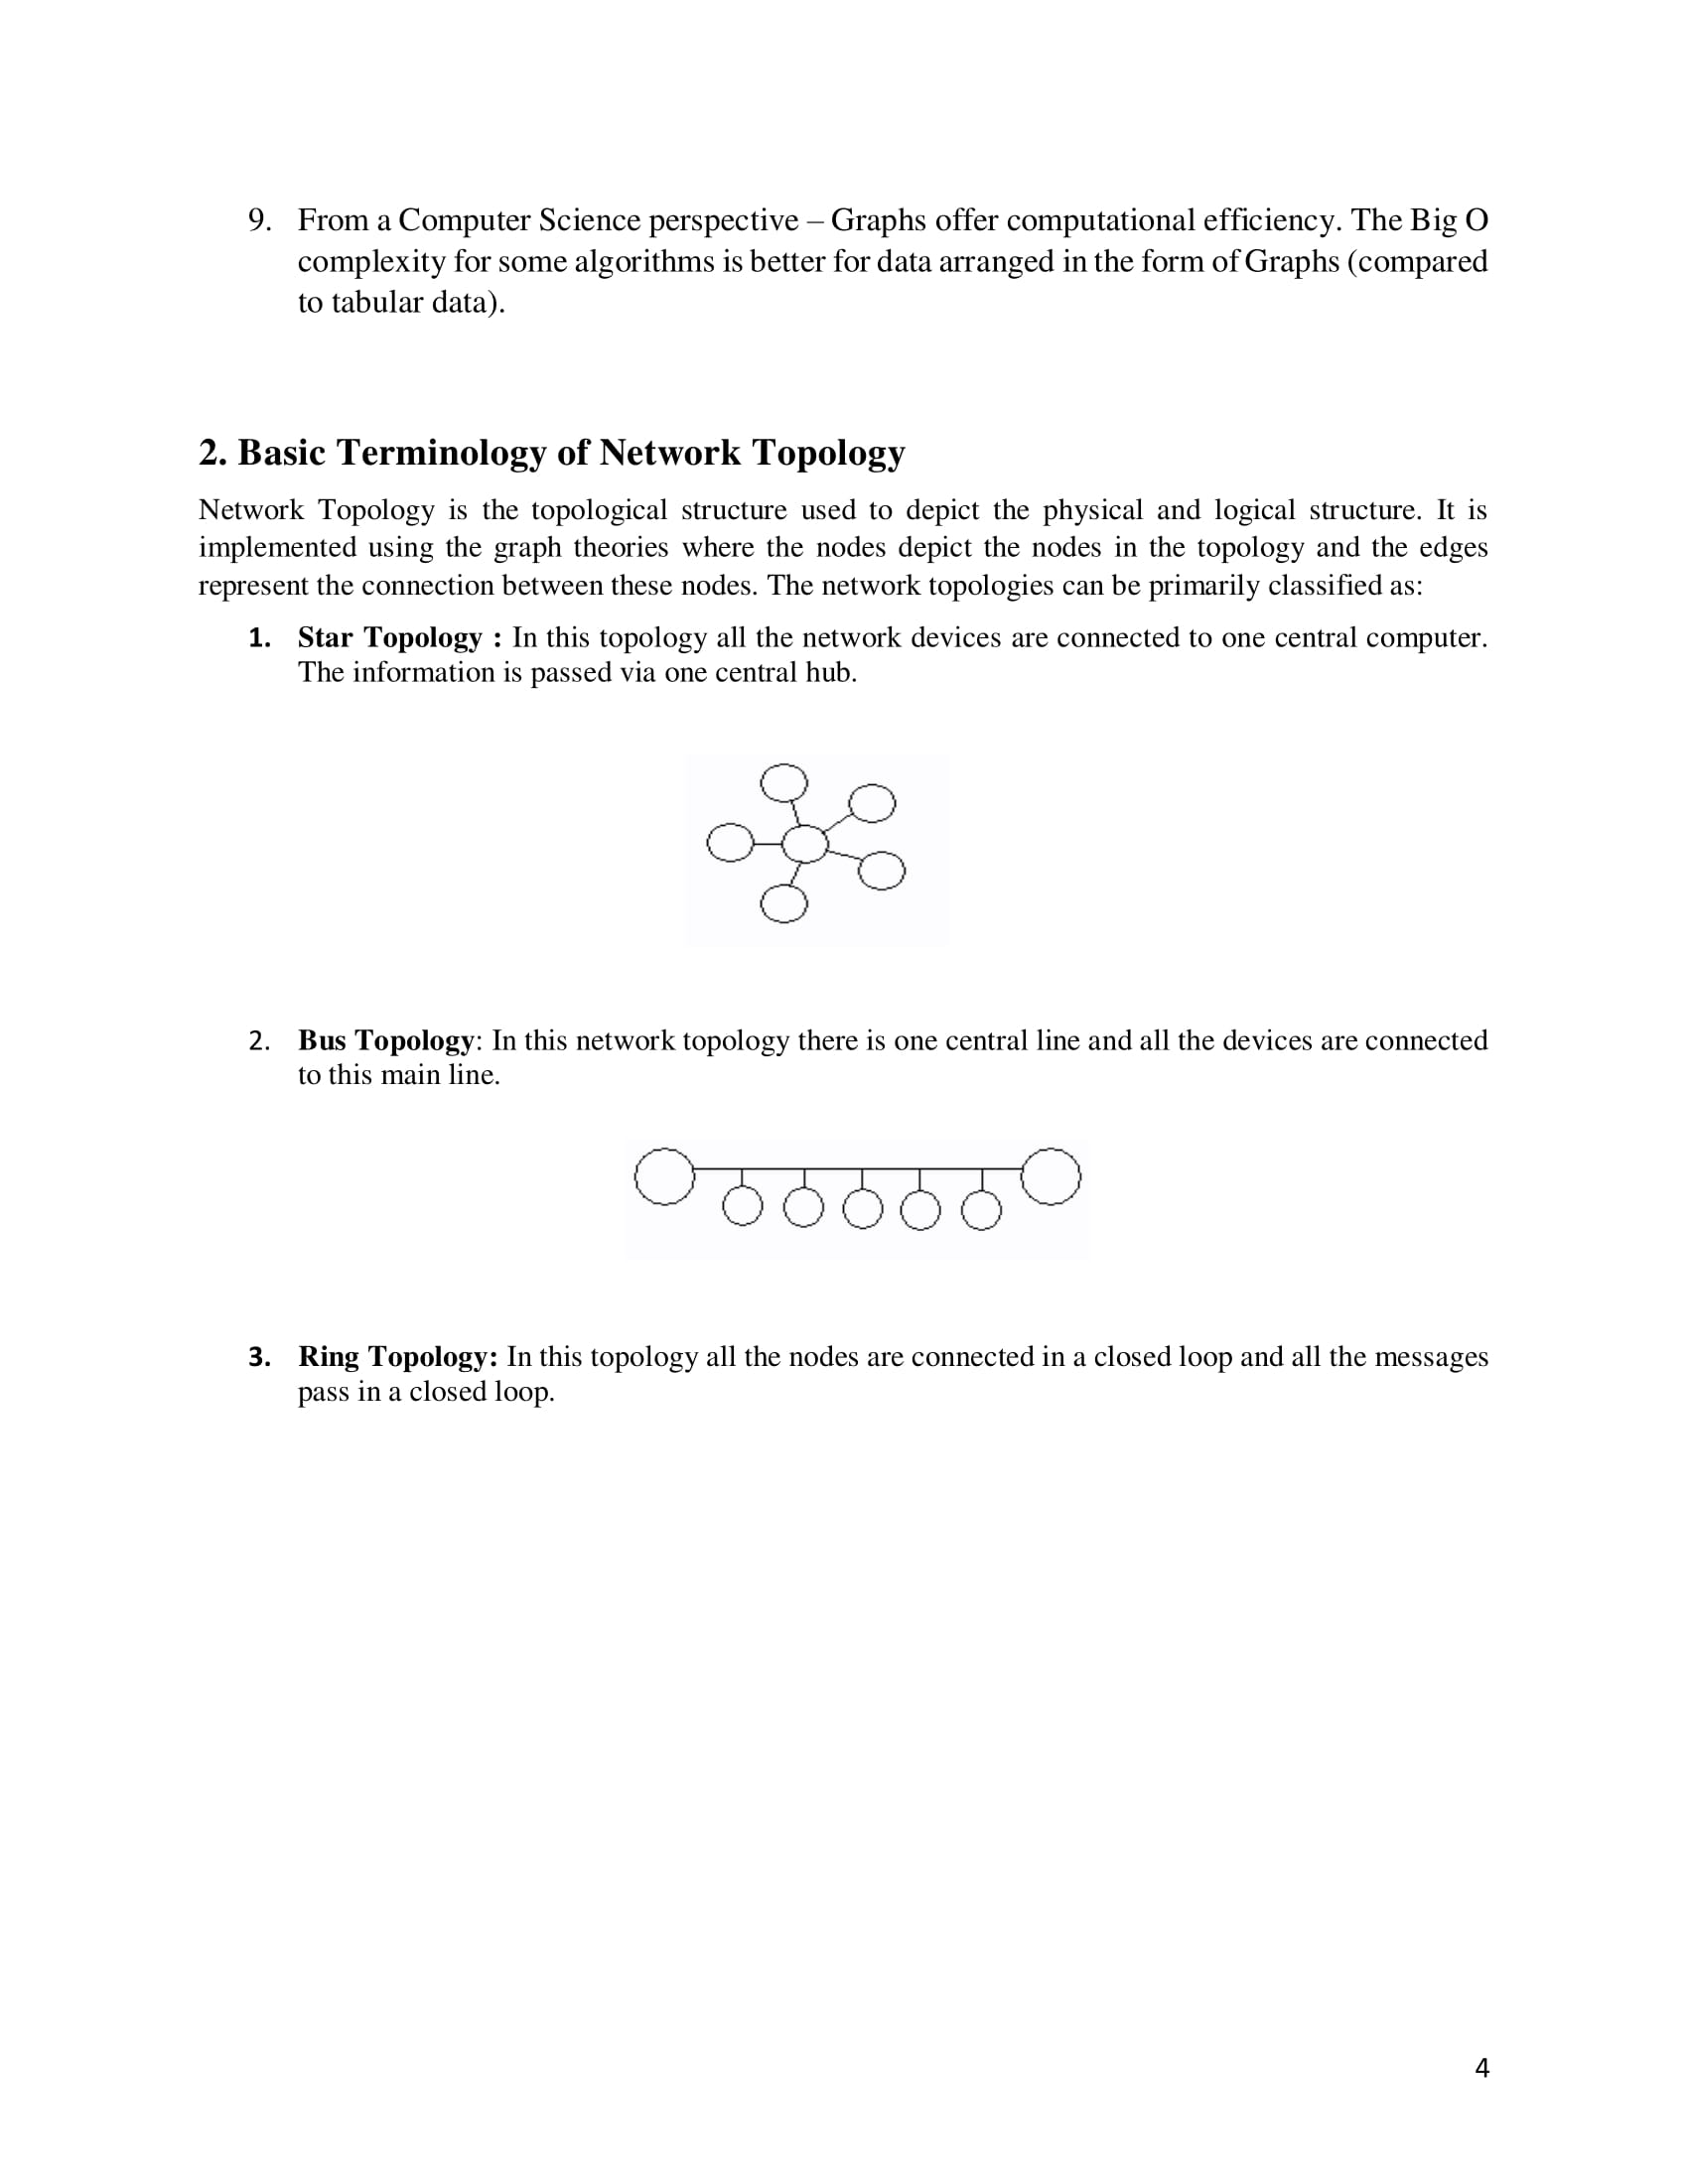 9. From a Computer Science perspective – Graphs offer computational efficiency. The Big O
complexity for some algorithms is better for data arranged in the form of Graphs (compared
to tabular data).
2. Basic Terminology of Network Topology
Network Topology is the topological structure used to depict the physical and logical structure. It is
implemented using the graph theories where the nodes depict the nodes in the topology and the edges
represent the connection between these nodes. The network topologies can be primarily classified as:
1. Star Topology : In this topology all the network devices are connected to one central computer.
The information is passed via one central hub.
2. Bus Topology: In this network topology there is one central line and all the devices are connected
to this main line.
3. Ring Topology: In this topology all the nodes are connected in a closed loop and all the messages
pass in a closed loop.
4